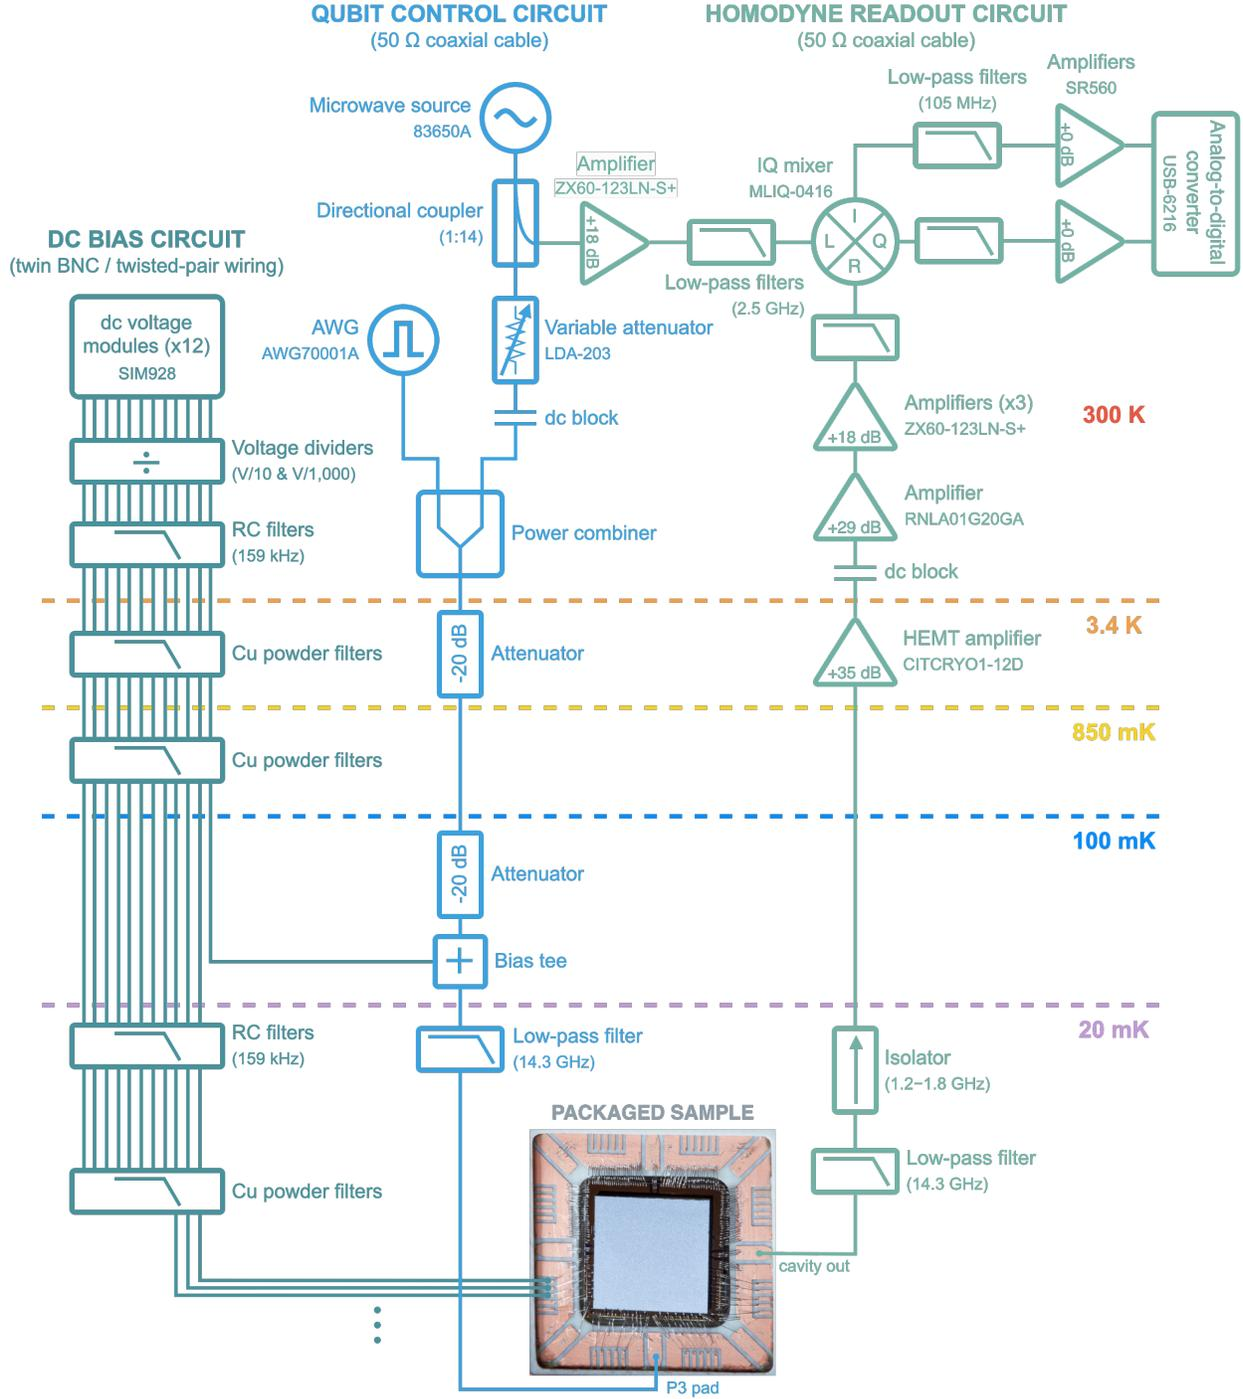 QUBIT CONTROL CIRCUIT
(50 Ω coaxial cable)
HOMODYNE READOUT CIRCUIT
(50 Ω coaxial cable)
Microwave source
83650A
Directional coupler
(1:14)
Amplifier
ZX60-123LN-S+
+18 dB
Low-pass filters
(2.5 GHz)
IQ mixer
MLIQ-0416
I
L
Q
R
Low-pass filters
(105 MHz)
Amplifiers
SR560
+0 dB
+0 dB
Analog-to-digital
converter
USB-6216
DC BIAS CIRCUIT
(twin BNC / twisted-pair wiring)
dc voltage
modules (x12)
SIM928
Voltage dividers
(V/10 & V/1,000)
RC filters
(159 kHz)
AWG
AWG70001A
Variable attenuator
LDA-203
dc block
Power combiner
Amplifiers (x3)
ZX60-123LN-S+
+18 dB
Amplifier
RNLA01G20GA
+29 dB
dc block
300 K
Cu powder filters
-20 dB
Attenuator
HEMT amplifier
CITCRYO1-12D
+35 dB
3.4 K
Cu powder filters
850 mK
-20 dB
Attenuator
Bias tee
100 mK
RC filters
(159 kHz)
Low-pass filter
(14.3 GHz)
Isolator
(1.2–1.8 GHz)
20 mK
Cu powder filters
PACKAGED SAMPLE
Low-pass filter
(14.3 GHz)
cavity out
P3 pad